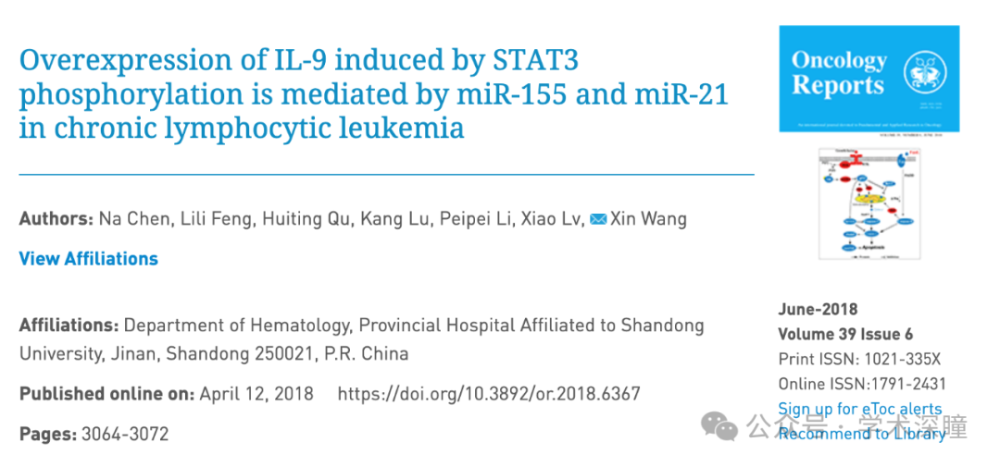 Overexpression of IL-9 induced by STAT3
phosphorylation is mediated by miR-155 and miR-21
in chronic lymphocytic leukemia
Authors: Na Chen, Lili Feng, Huiting Qu, Kang Lu, Peipei Li, Xiao Lv, Xin Wang
View Affiliations
Affiliations: Department of Hematology, Provincial Hospital Affiliated to Shandong
University, Jinan, Shandong 250021, P.R. China
Published online on: April 12, 2018 https://doi.org/10.3892/or.2018.6367
Pages: 3064-3072
Oncology
Reports
Apoptosis
June-2018
Volume 39 Issue 6
Print ISSN: 1021-335X
Online ISSN:1791-2431
Sign up for eToc alerts
Recommend to Library
公众号 · 学术深瞳